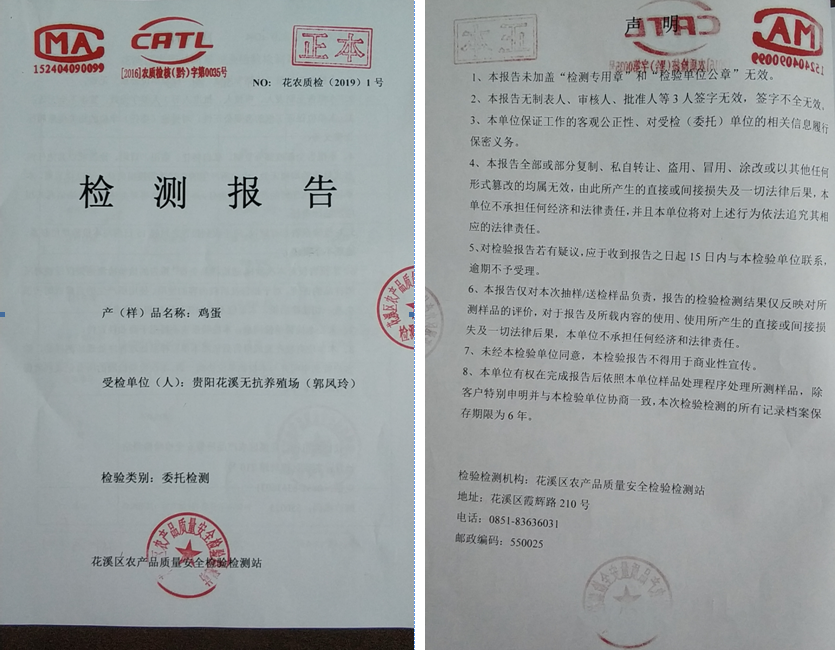 MA
152404090099
CATL
[2016]农质检核(黔)字第0035号
正本
NO: 花农质检（2019）1 号
检 测 报 告
产（样）品名称：鸡蛋
受检单位（人）：贵阳花溪无抗养殖场（郭凤玲）
检验类别：委托检测
花溪区农产品质量安全检验检测站
声 明
1、本报告未加盖“检测专用章”和“检验单位公章”无效。
2、本报告无制表人、审核人、批准人等 3 人签字无效，签字不全无效。
3、本单位保证工作的客观公正性、对受检（委托）单位的相关信息履行
保密义务。
4、本报告全部或部分复制、私自转让、盗用、冒用、涂改或以其他任何
形式篡改的均属无效，由此所产生的直接或间接损失及一切法律后果，本
单位不承担任何经济和法律责任，并且本单位将对上述行为依法追究其相
应的法律责任。
5、对检验报告若有疑议，应于收到报告之日起 15 日内与本检验单位联系，
逾期不予受理。
6、本报告仅对本次抽样/送检样品负责，报告的检验检测结果仅反映对所
测样品的评价，对于报告及所载内容的使用、使用所产生的直接或间接损
失及一切法律后果，本单位不承担任何经济和法律责任。
7、未经本检验单位同意，本检验报告不得用于商业性宣传。
8、本单位有权在完成报告后依照本单位样品处理程序处理所测样品，除
客户特别申明并与本检验单位协商一致，本次检验检测的所有记录档案保
存期限为 6 年。
检验检测机构：花溪区农产品质量安全检验检测站
地址：花溪区霞辉路 210 号
电话：0851-83636031
邮政编码：550025